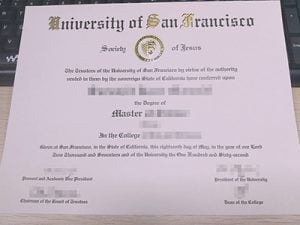 University of San Francisco
Society of Jesus
The Trustees of the University of San Francisco by virtue of the authority
vested in them by the sovereign State of California have conferred upon
the Degree of
Master
In the College
Given at San Francisco, in the State of California, this eighteenth day of May, in the year of our Lord
Two Thousand and Seventeen and of the University the One Hundred and Sixty-second
Provost and Academic Vice President
President of the University
Chairman of the Board of Trustees
Dean of the College